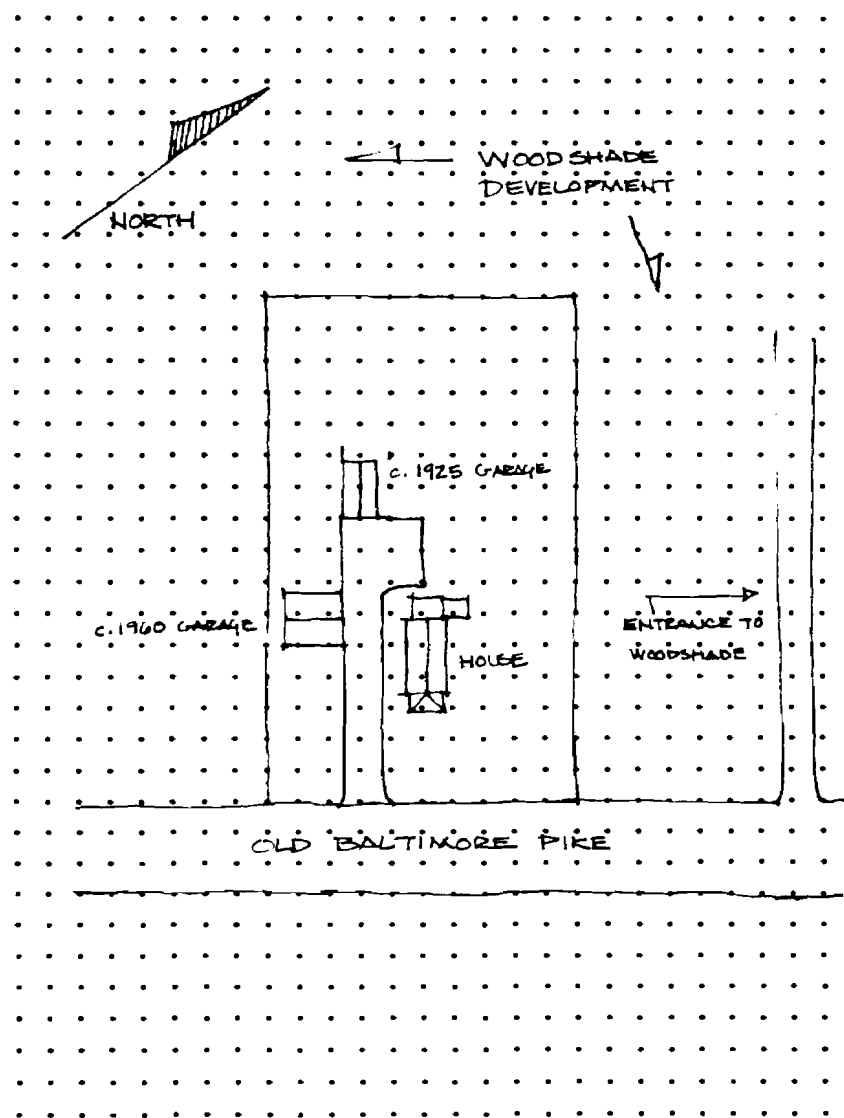 WOODSHADE
DEVELOPMENT
NORTH
c. 1925 GARAGE
c. 1960 GARAGE
HOUSE
ENTRANCE TO
WOODSHADE
OLD BALTIMORE PIKE